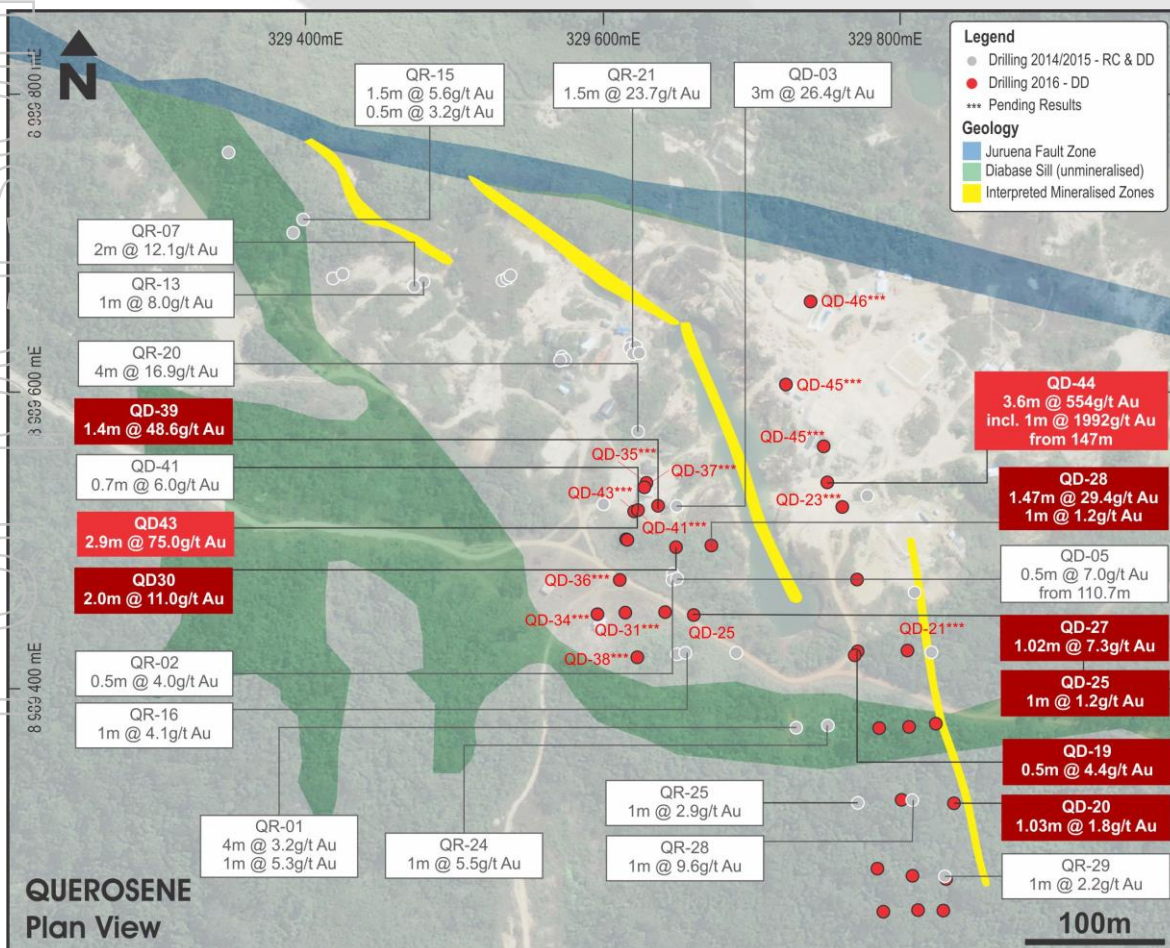 329 400mE
329 600mE
329 800mE
N
8 989 800 mE
8 989 600 mE
8 989 400 mE
Legend
Drilling 2014/2015 - RC & DD
Drilling 2016 - DD
*** Pending Results
Geology
Juruena Fault Zone
Diabase Sill (unmineralised)
Interpreted Mineralised Zones
QR-15
1.5m @ 5.6g/t Au
0.5m @ 3.2g/t Au
QR-21
1.5m @ 23.7g/t Au
QD-03
3m @ 26.4g/t Au
QR-07
2m @ 12.1g/t Au
QR-13
1m @ 8.0g/t Au
QR-20
4m @ 16.9g/t Au
QD-39
1.4m @ 48.6g/t Au
QD-41
0.7m @ 6.0g/t Au
QD43
2.9m @ 75.0g/t Au
QD30
2.0m @ 11.0g/t Au
QR-02
0.5m @ 4.0g/t Au
QR-16
1m @ 4.1g/t Au
QR-01
4m @ 3.2g/t Au
1m @ 5.3g/t Au
QR-24
1m @ 5.5g/t Au
QD-46***
QD-45***
QD-45***
QD-35***
QD-37***
QD-43***
QD-23***
QD-41***
QD-36***
QD-34***
QD-31***
QD-25
QD-21***
QD-38***
QD-44
3.6m @ 554g/t Au
incl. 1m @ 1992g/t Au
from 147m
QD-28
1.47m @ 29.4g/t Au
1m @ 1.2g/t Au
QD-05
0.5m @ 7.0g/t Au
from 110.7m
QD-27
1.02m @ 7.3g/t Au
QD-25
1m @ 1.2g/t Au
QD-19
0.5m @ 4.4g/t Au
QD-20
1.03m @ 1.8g/t Au
QR-25
1m @ 2.9g/t Au
QR-28
1m @ 9.6g/t Au
QR-29
1m @ 2.2g/t Au
QUEROSENE
Plan View
100m